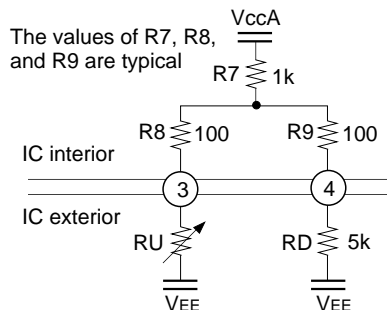 VccA
The values of R7, R8,
and R9 are typical
R7 1k
R8 100 R9 100
IC interior
3 4
IC exterior
RU RD 5k
VEE VEE